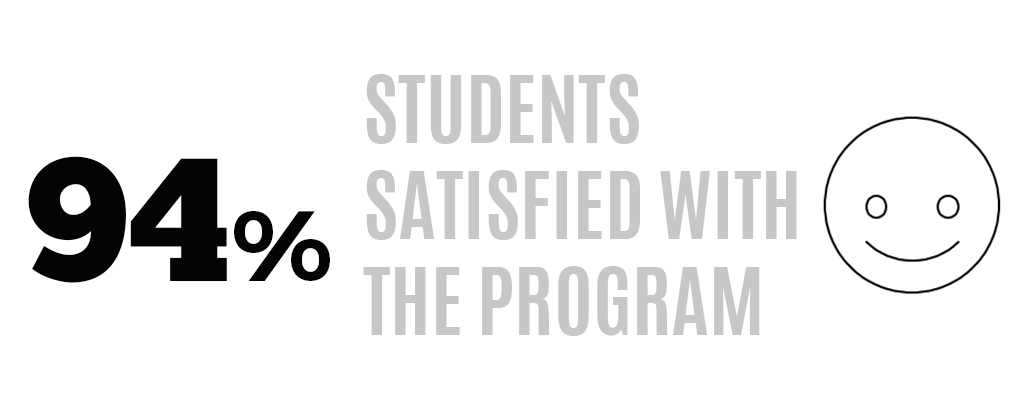 94%
STUDENTS
SATISFIED WITH
THE PROGRAM